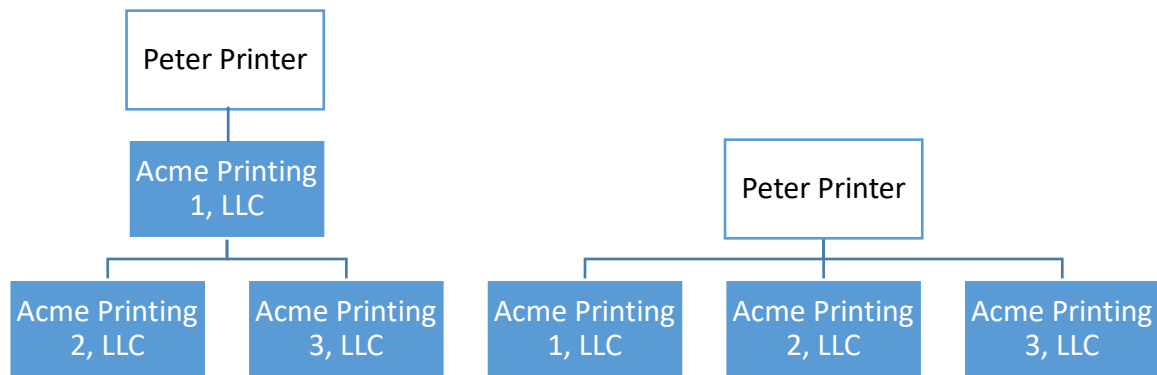 Peter Printer
Acme Printing
1, LLC
Acme Printing
2, LLC
Acme Printing
3, LLC
Peter Printer
Acme Printing
1, LLC
Acme Printing
2, LLC
Acme Printing
3, LLC